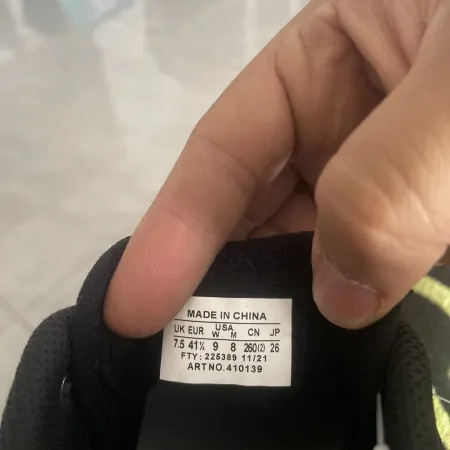 MADE IN CHINA
UK EUR USA W M CN JP
7.5 41½ 9 8 260(2) 26
FTY: 225389 11/21
ART NO. 410139